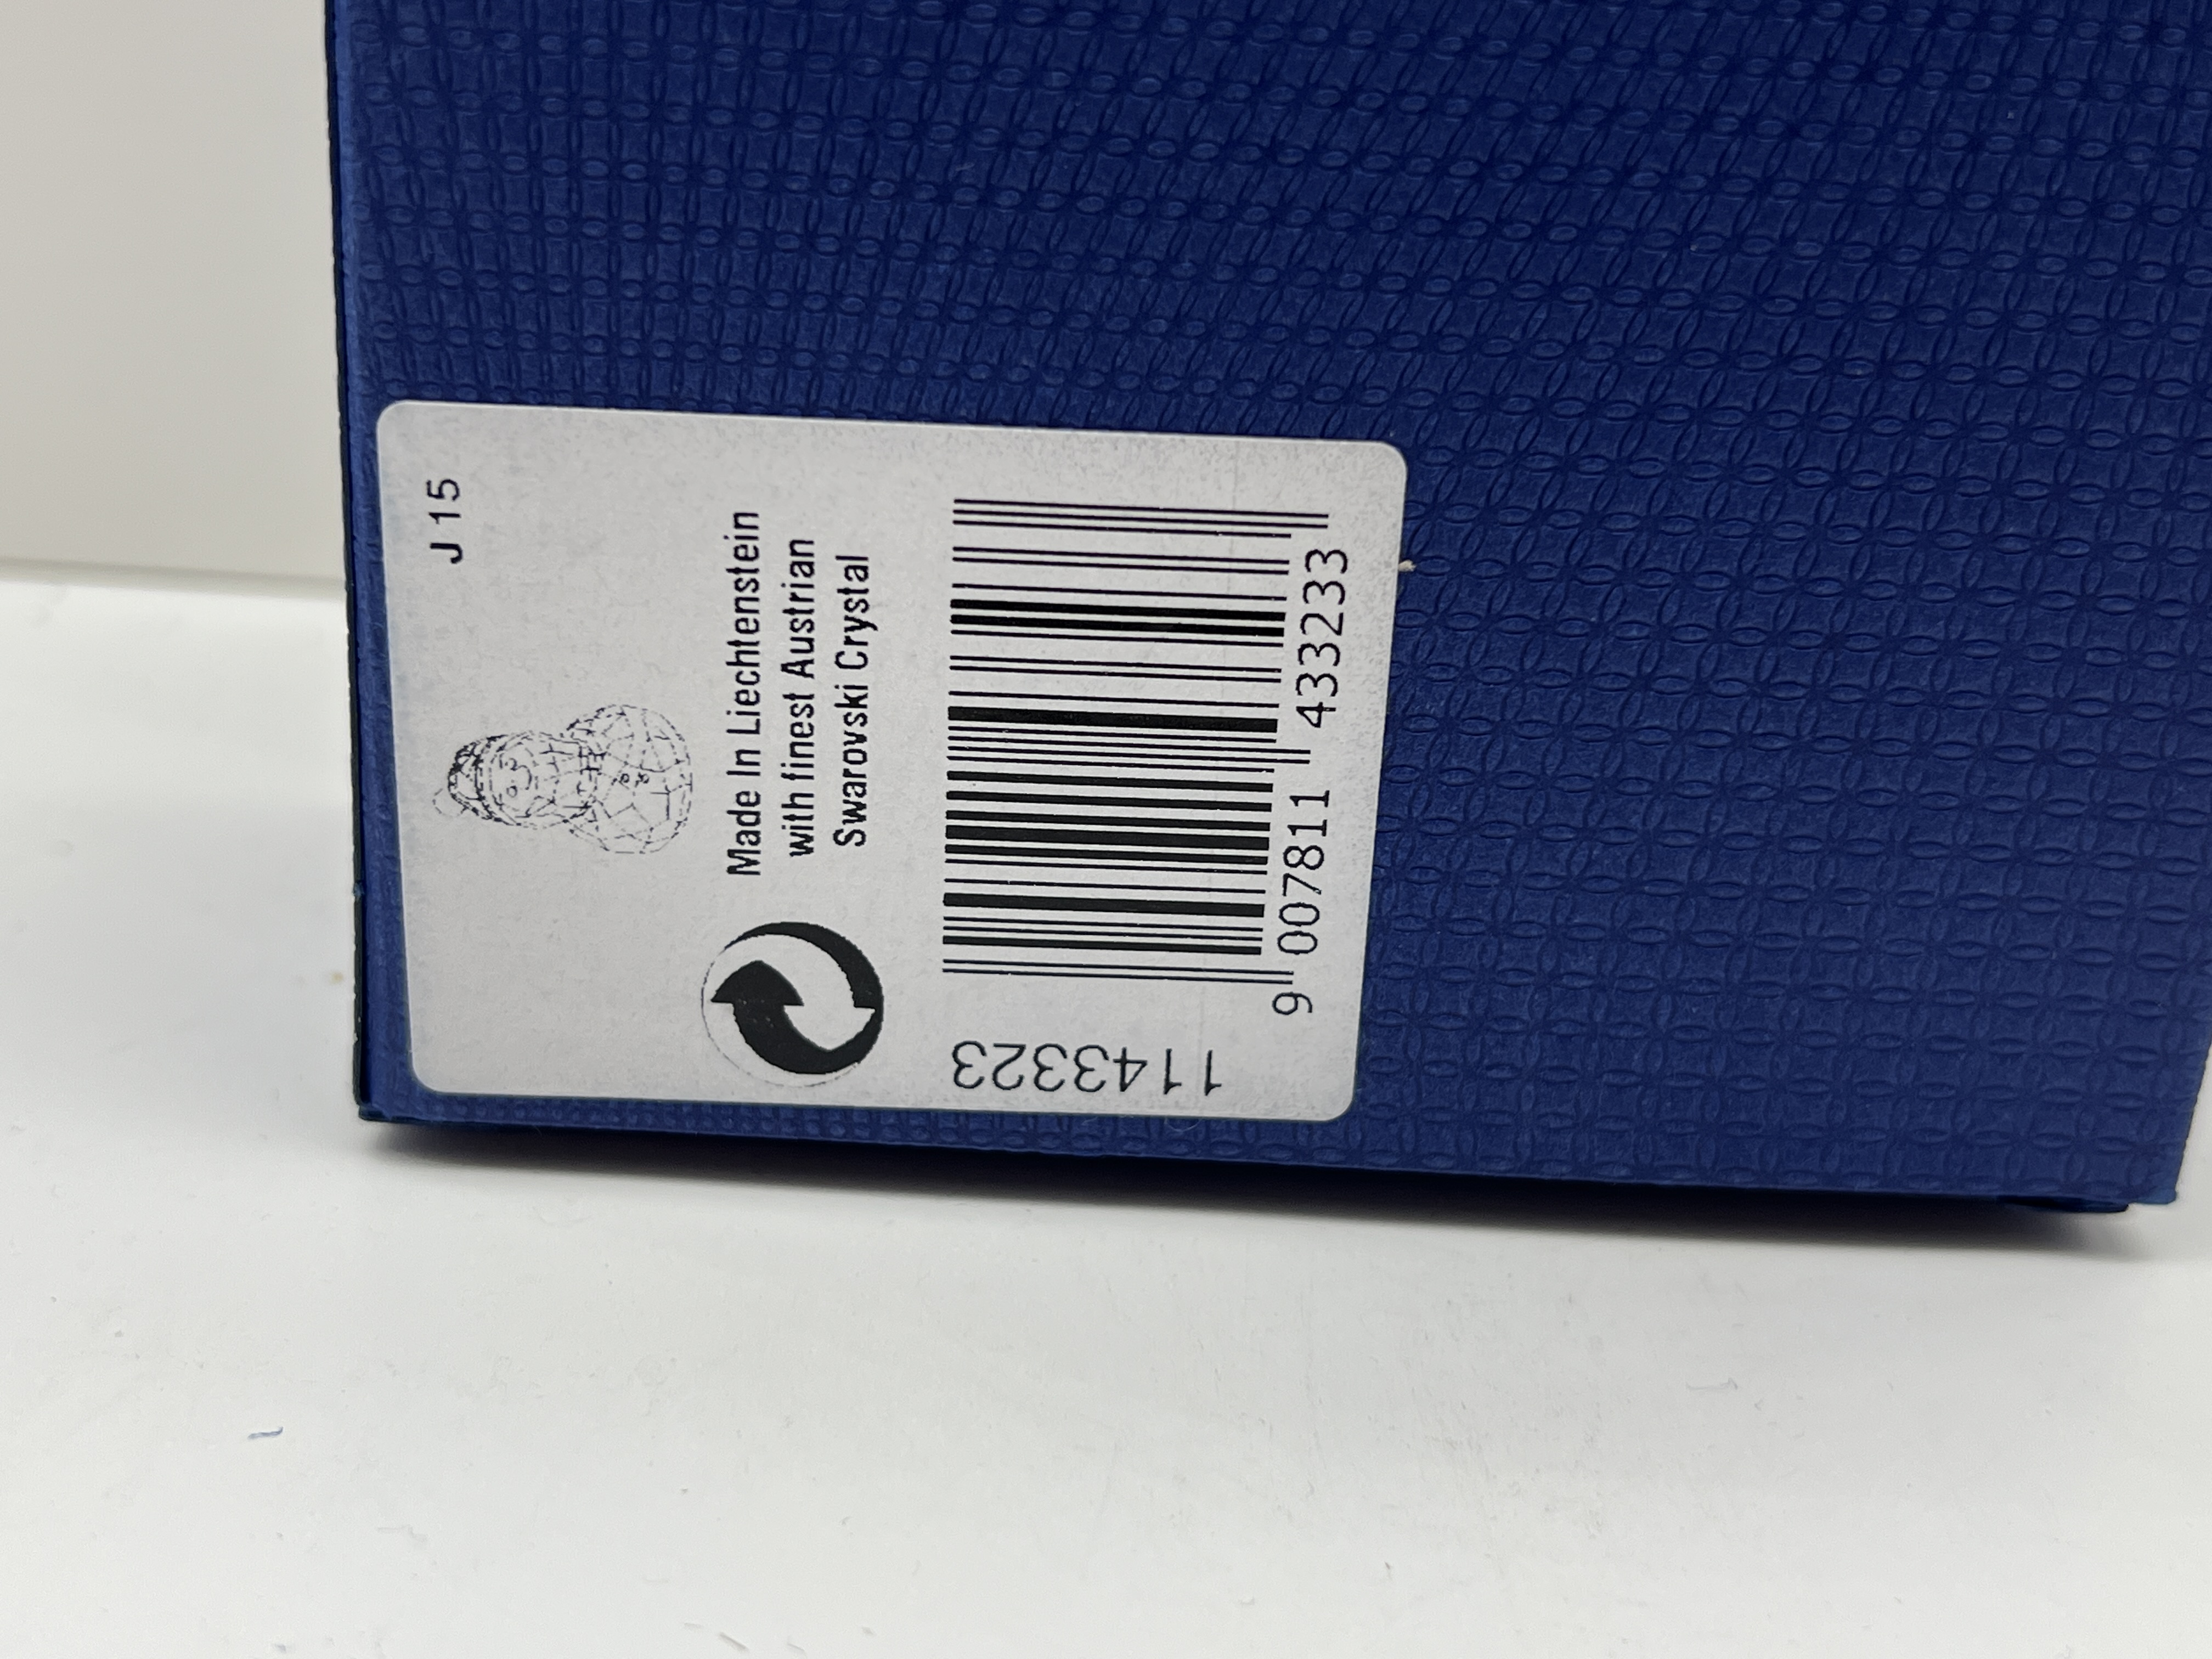 J 15
Made In Liechtenstein
with finest Austrian
Swarovski Crystal
9 007811 433233
1143323